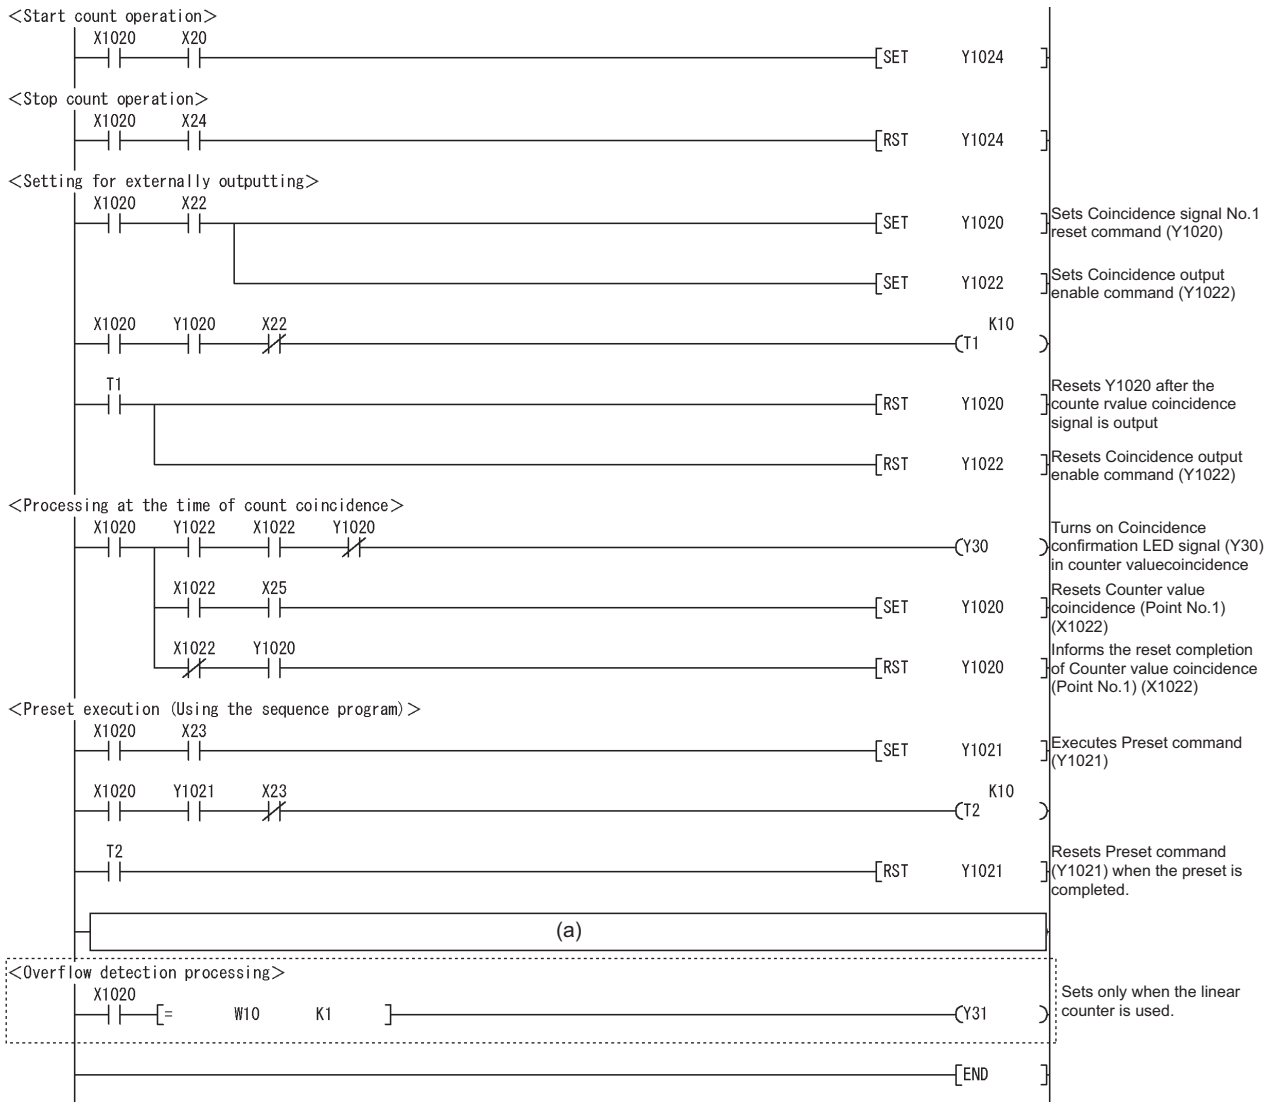 <Start count operation>
X1020 X20
[SET Y1024 ]
<Stop count operation>
X1020 X24
[RST Y1024 ]
<Setting for externally outputting>
X1020 X22
[SET Y1020 ]
Sets Coincidence signal No.1
reset command (Y1020)
[SET Y1022 ]
Sets Coincidence output
enable command (Y1022)
X1020 Y1020 X22 K10
(T1 )
T1
[RST Y1020 ]
Resets Y1020 after the
counte rvalue coincidence
signal is output
[RST Y1022 ]
Resets Coincidence output
enable command (Y1022)
<Processing at the time of count coincidence>
X1020 Y1022 X1022 Y1020
(Y30 )
Turns on Coincidence
confirmation LED signal (Y30)
in counter valuecoincidence
X1022 X25
[SET Y1020 ]
Resets Counter value
coincidence (Point No.1)
(X1022)
X1022 Y1020
[RST Y1020 ]
Informs the reset completion
of Counter value coincidence
(Point No.1) (X1022)
<Preset execution (Using the sequence program)>
X1020 X23
[SET Y1021 ]
Executes Preset command
(Y1021)
X1020 Y1021 X23 K10
(T2 )
T2
[RST Y1021 ]
Resets Preset command
(Y1021) when the preset is
completed.
(a)
<Overflow detection processing>
X1020
[= W10 K1 ]
(Y31 )
Sets only when the linear
counter is used.
[END ]